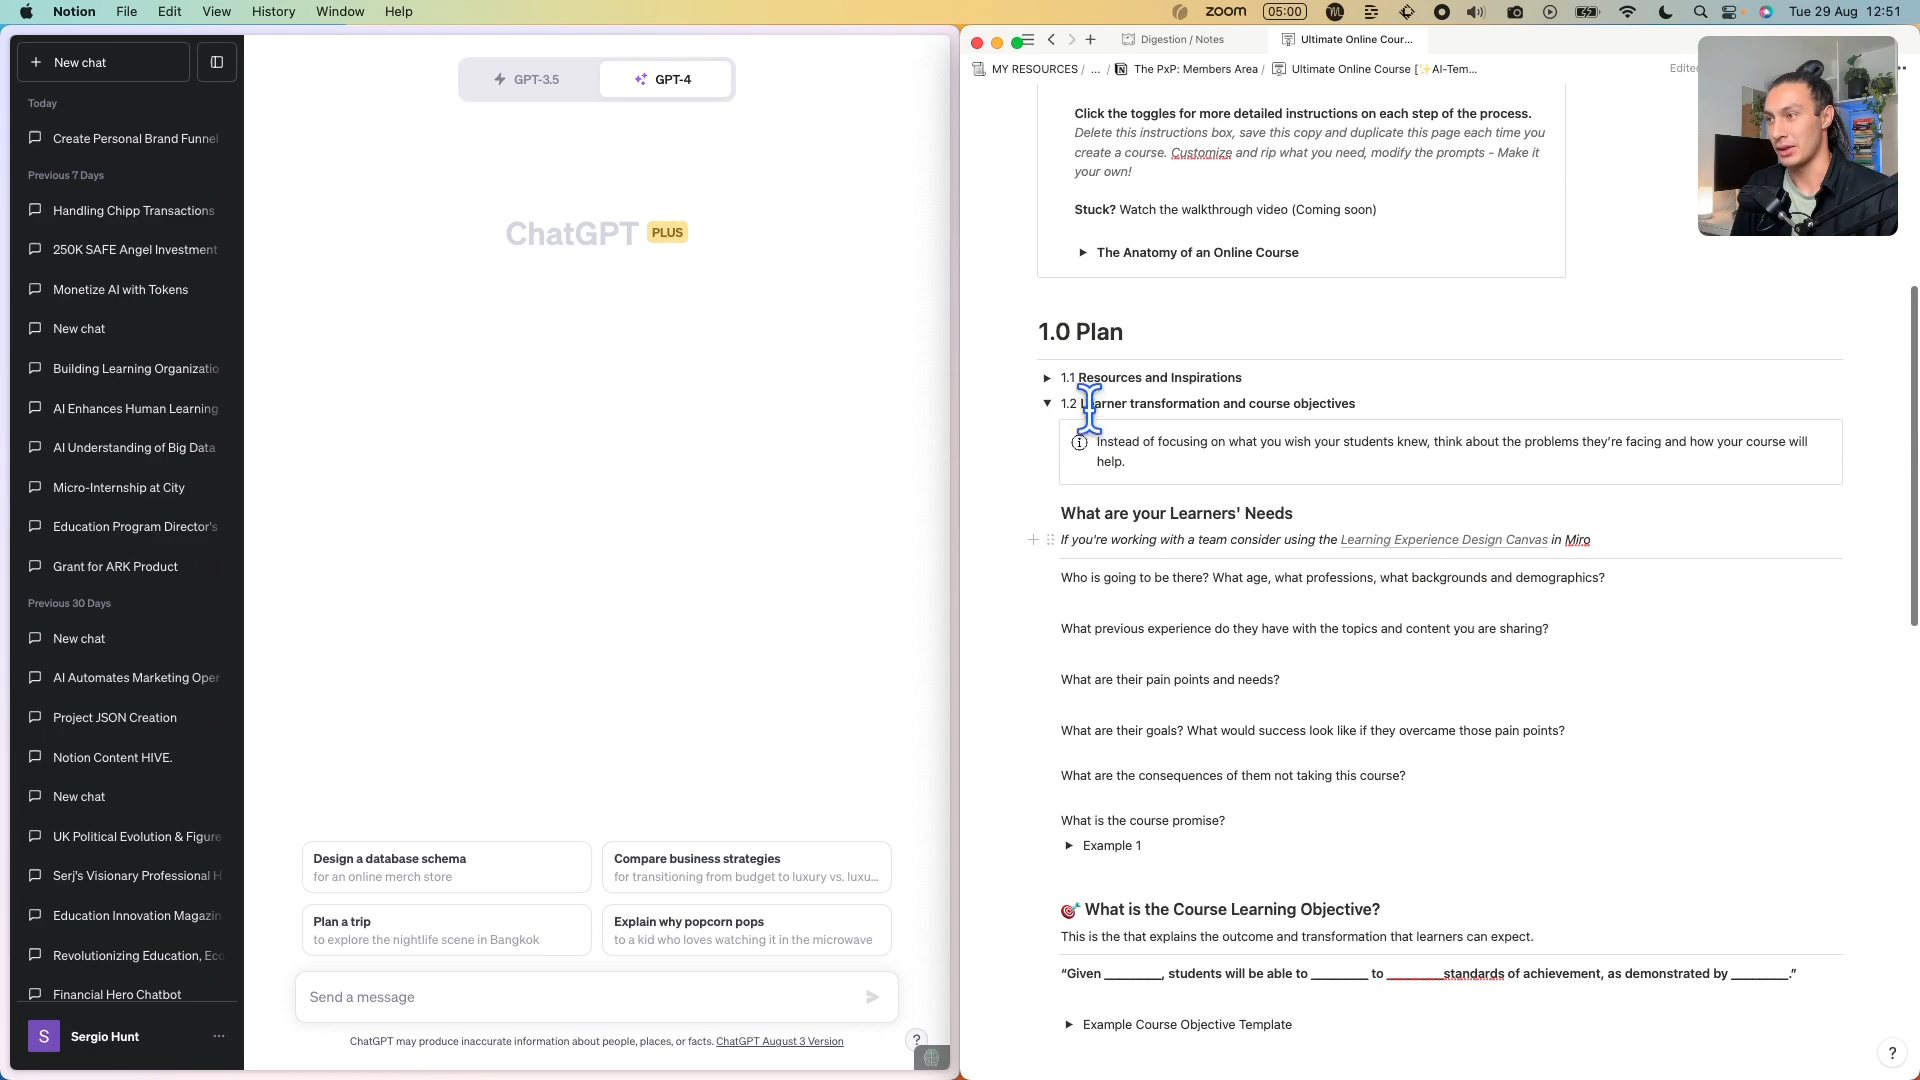 Notion File Edit View History Window Help
zoom 05:00 Tue 29 Aug 12:51
New chat
Today
Create Personal Brand Funnel
Previous 7 Days
Handling Chipp Transactions
250K SAFE Angel Investment
Monetize AI with Tokens
New chat
Building Learning Organizatio
AI Enhances Human Learning
AI Understanding of Big Data
Micro-Internship at City
Education Program Director's
Grant for ARK Product
Previous 30 Days
New chat
AI Automates Marketing Oper
Project JSON Creation
Notion Content HIVE.
New chat
UK Political Evolution & Figure
Serj's Visionary Professional H
Education Innovation Magazin
Revolutionizing Education, Eco
Financial Hero Chatbot
S Sergio Hunt ...
GPT-3.5 GPT-4
ChatGPT PLUS
Design a database schema
for an online merch store
Compare business strategies
for transitioning from budget to luxury vs. luxu...
Plan a trip
to explore the nightlife scene in Bangkok
Explain why popcorn pops
to a kid who loves watching it in the microwave
Send a message
ChatGPT may produce inaccurate information about people, places, or facts. ChatGPT August 3 Version
?
Digestion / Notes Ultimate Online Cour...
MY RESOURCES / ... / The PxP: Members Area / Ultimate Online Course [✨AI-Tem...
Edited
Click the toggles for more detailed instructions on each step of the process.
Delete this instructions box, save this copy and duplicate this page each time you
create a course. Customize and rip what you need, modify the prompts - Make it
your own!
Stuck? Watch the walkthrough video (Coming soon)
The Anatomy of an Online Course
1.0 Plan
1.1 Resources and Inspirations
1.2 Learner transformation and course objectives
Instead of focusing on what you wish your students knew, think about the problems they're facing and how your course will
help.
What are your Learners' Needs
If you're working with a team consider using the Learning Experience Design Canvas in Miro
Who is going to be there? What age, what professions, what backgrounds and demographics?
What previous experience do they have with the topics and content you are sharing?
What are their pain points and needs?
What are their goals? What would success look like if they overcame those pain points?
What are the consequences of them not taking this course?
What is the course promise?
Example 1
🎯 What is the Course Learning Objective?
This is the that explains the outcome and transformation that learners can expect.
“Given ________, students will be able to ________ to ________standards of achievement, as demonstrated by ________.”
Example Course Objective Template
?